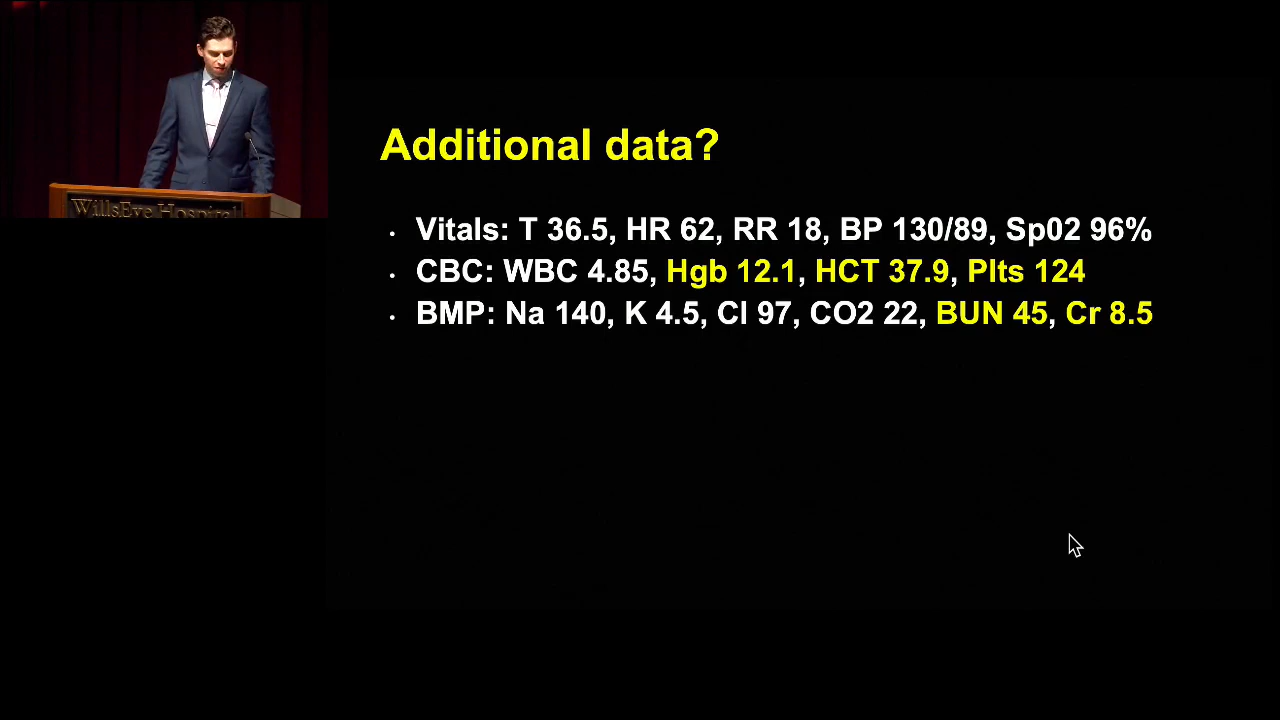 Additional data?
• Vitals: T 36.5, HR 62, RR 18, BP 130/89, Sp02 96%
• CBC: WBC 4.85, Hgb 12.1, HCT 37.9, Plts 124
• BMP: Na 140, K 4.5, Cl 97, CO2 22, BUN 45, Cr 8.5
WillsEye Hospital